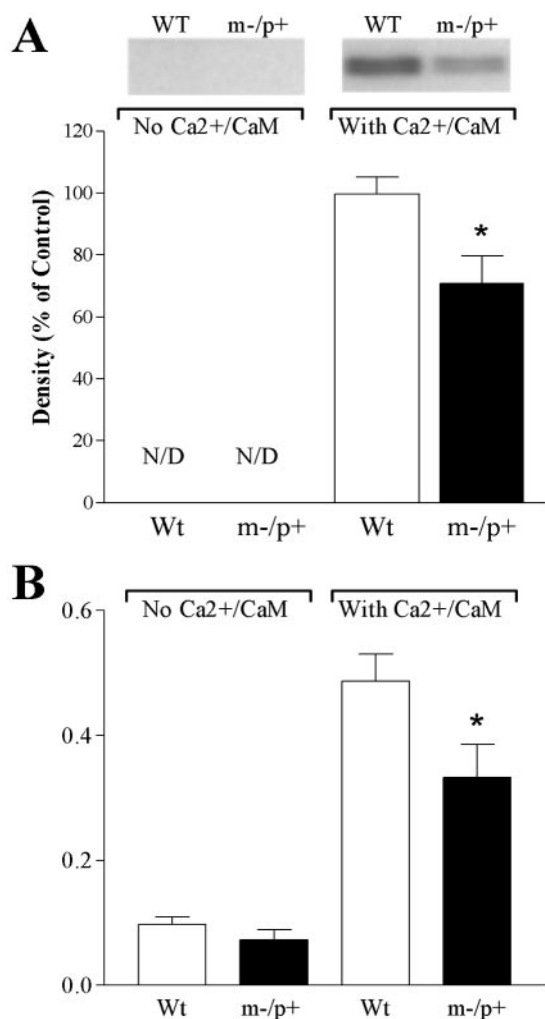 A
WT m-/p+ WT m-/p+
No Ca2+/CaM With Ca2+/CaM
Density (% of Control)
120
100
80
60
40
20
0
*
N/D N/D
Wt m-/p+ Wt m-/p+
B
No Ca2+/CaM With Ca2+/CaM
0.6
0.4
0.2
0.0
*
Wt m-/p+ Wt m-/p+